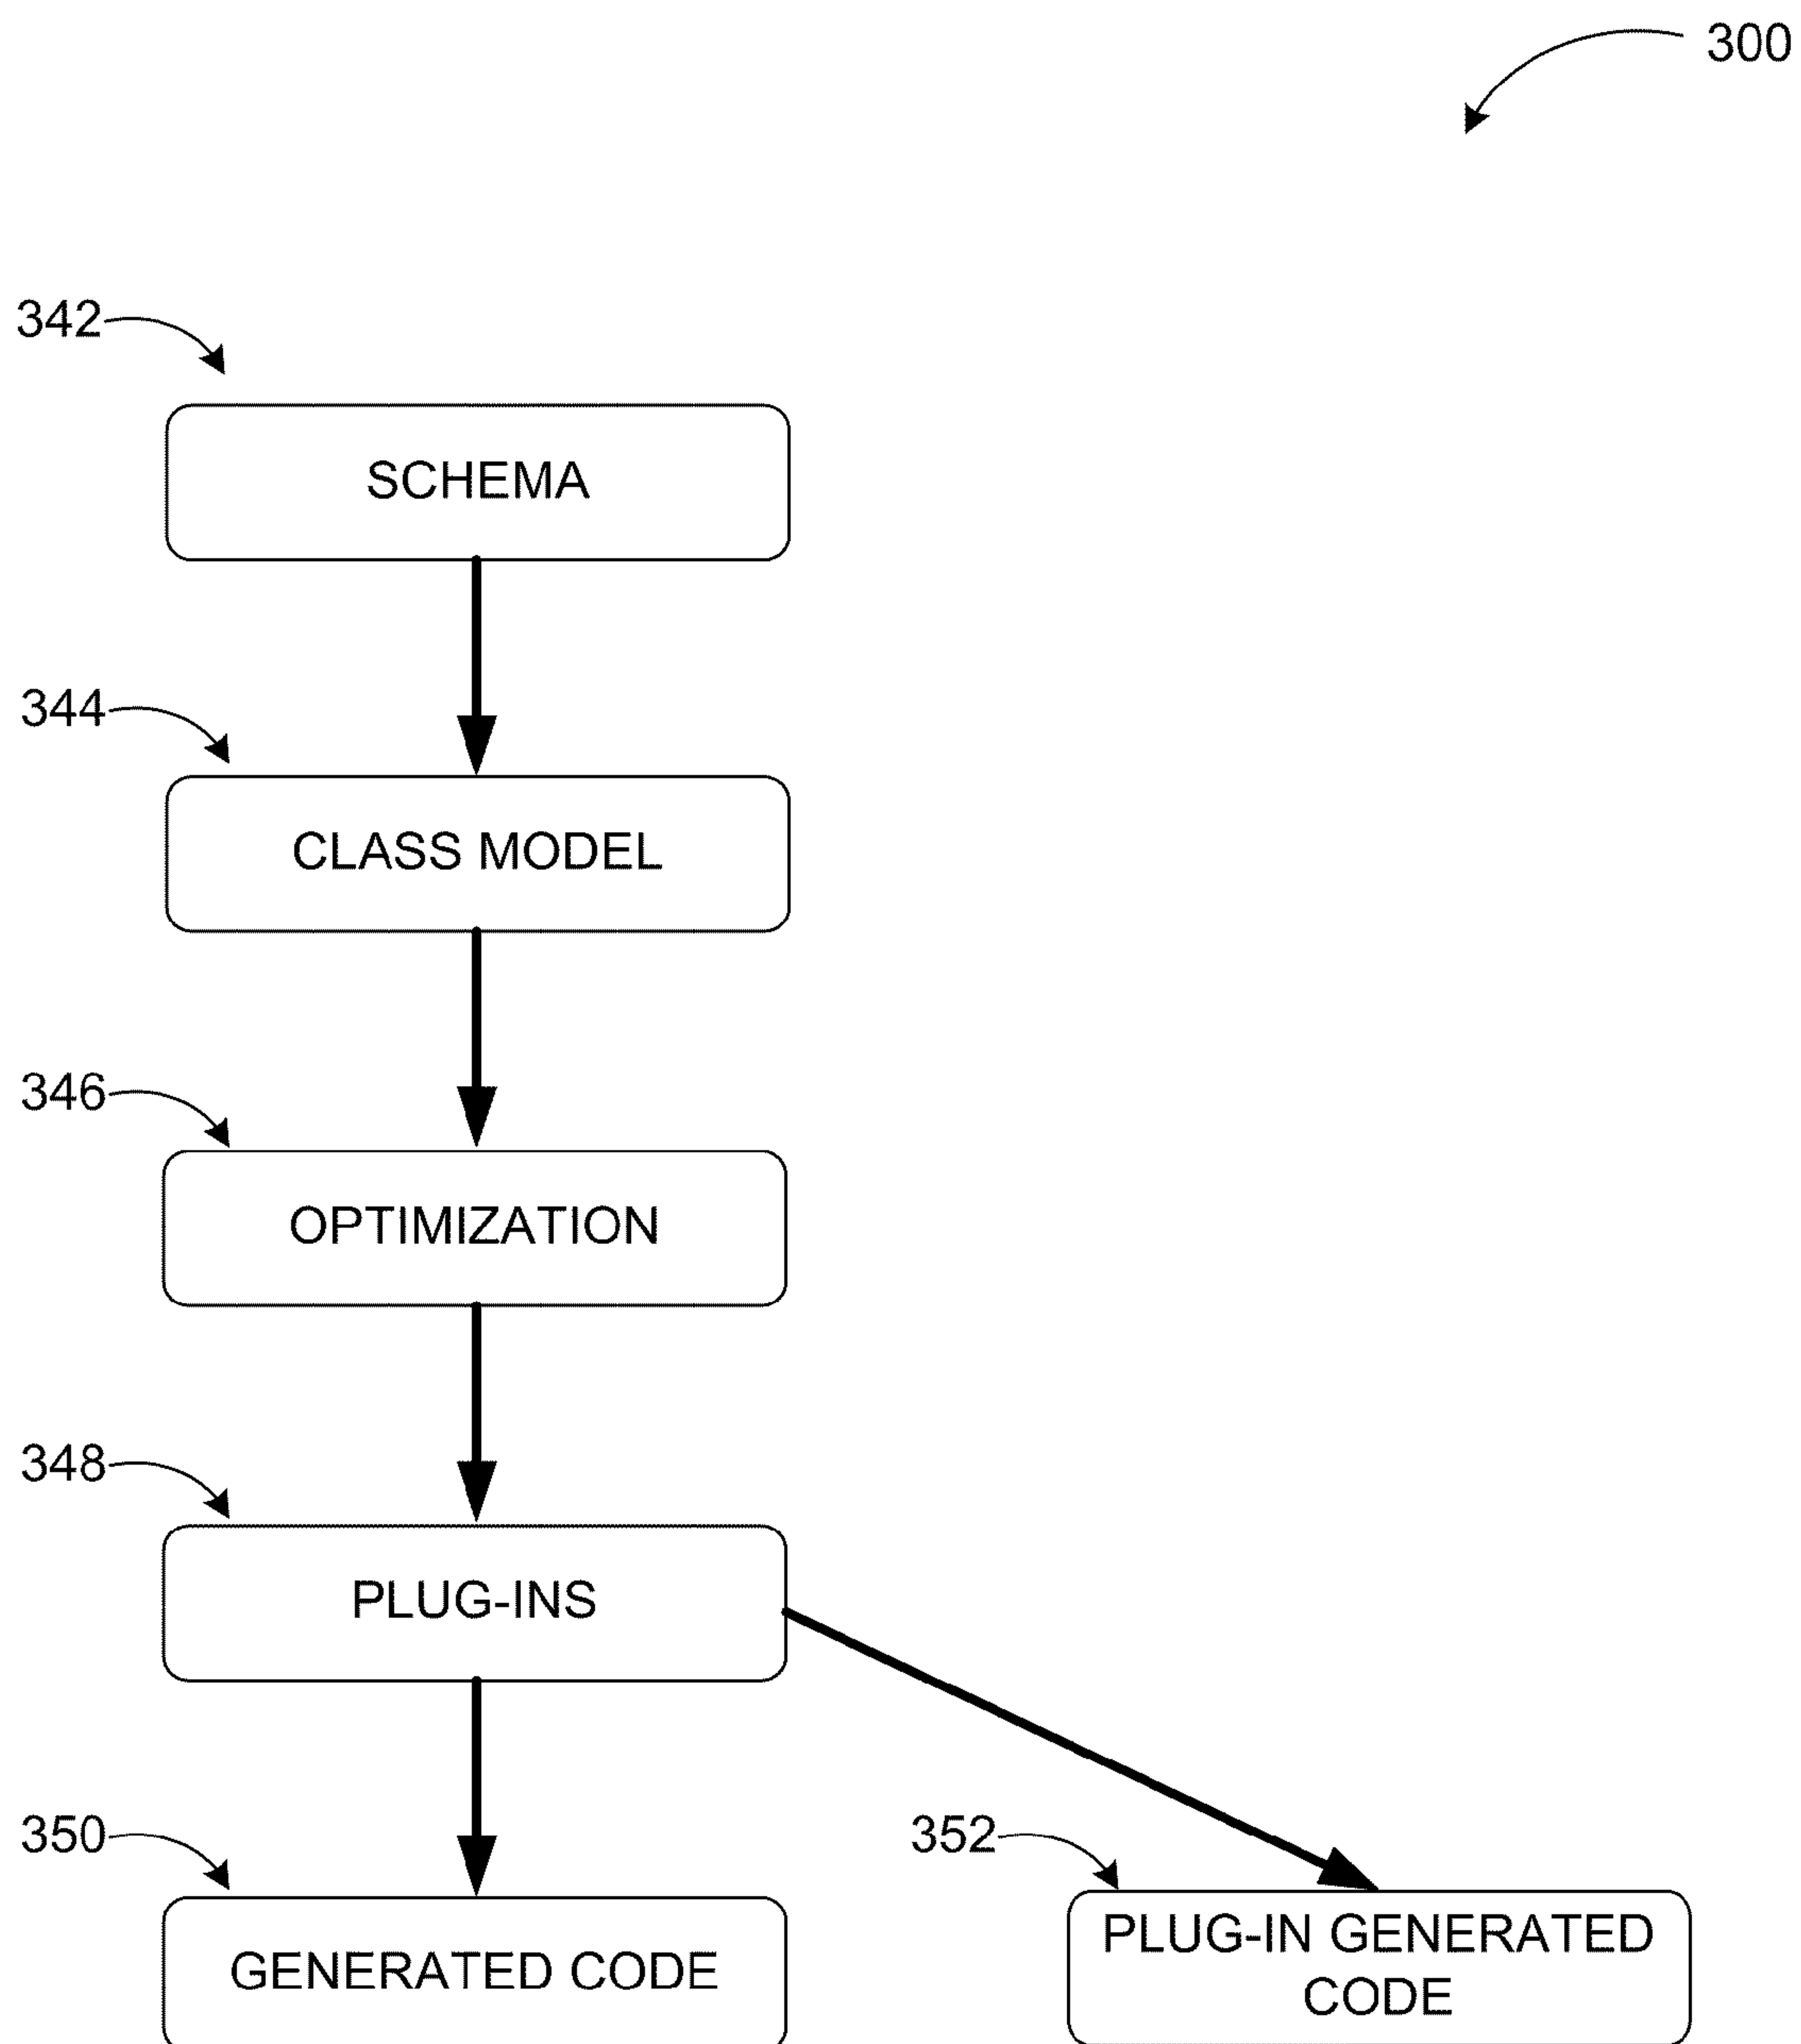 300
342
SCHEMA
344
CLASS MODEL
346
OPTIMIZATION
348
PLUG-INS
350
GENERATED CODE
352
PLUG-IN GENERATED
CODE